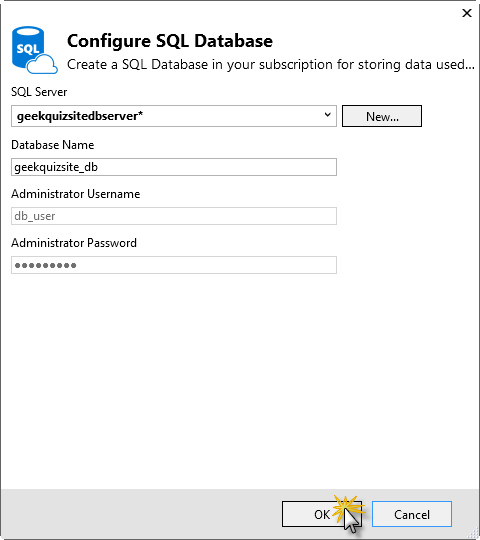 SQL
Configure SQL Database
Create a SQL Database in your subscription for storing data used...
SQL Server
geekquizsitedbserver*
New...
Database Name
geekquizsite_db
Administrator Username
db_user
Administrator Password
●●●●●●●●●
OK
Cancel